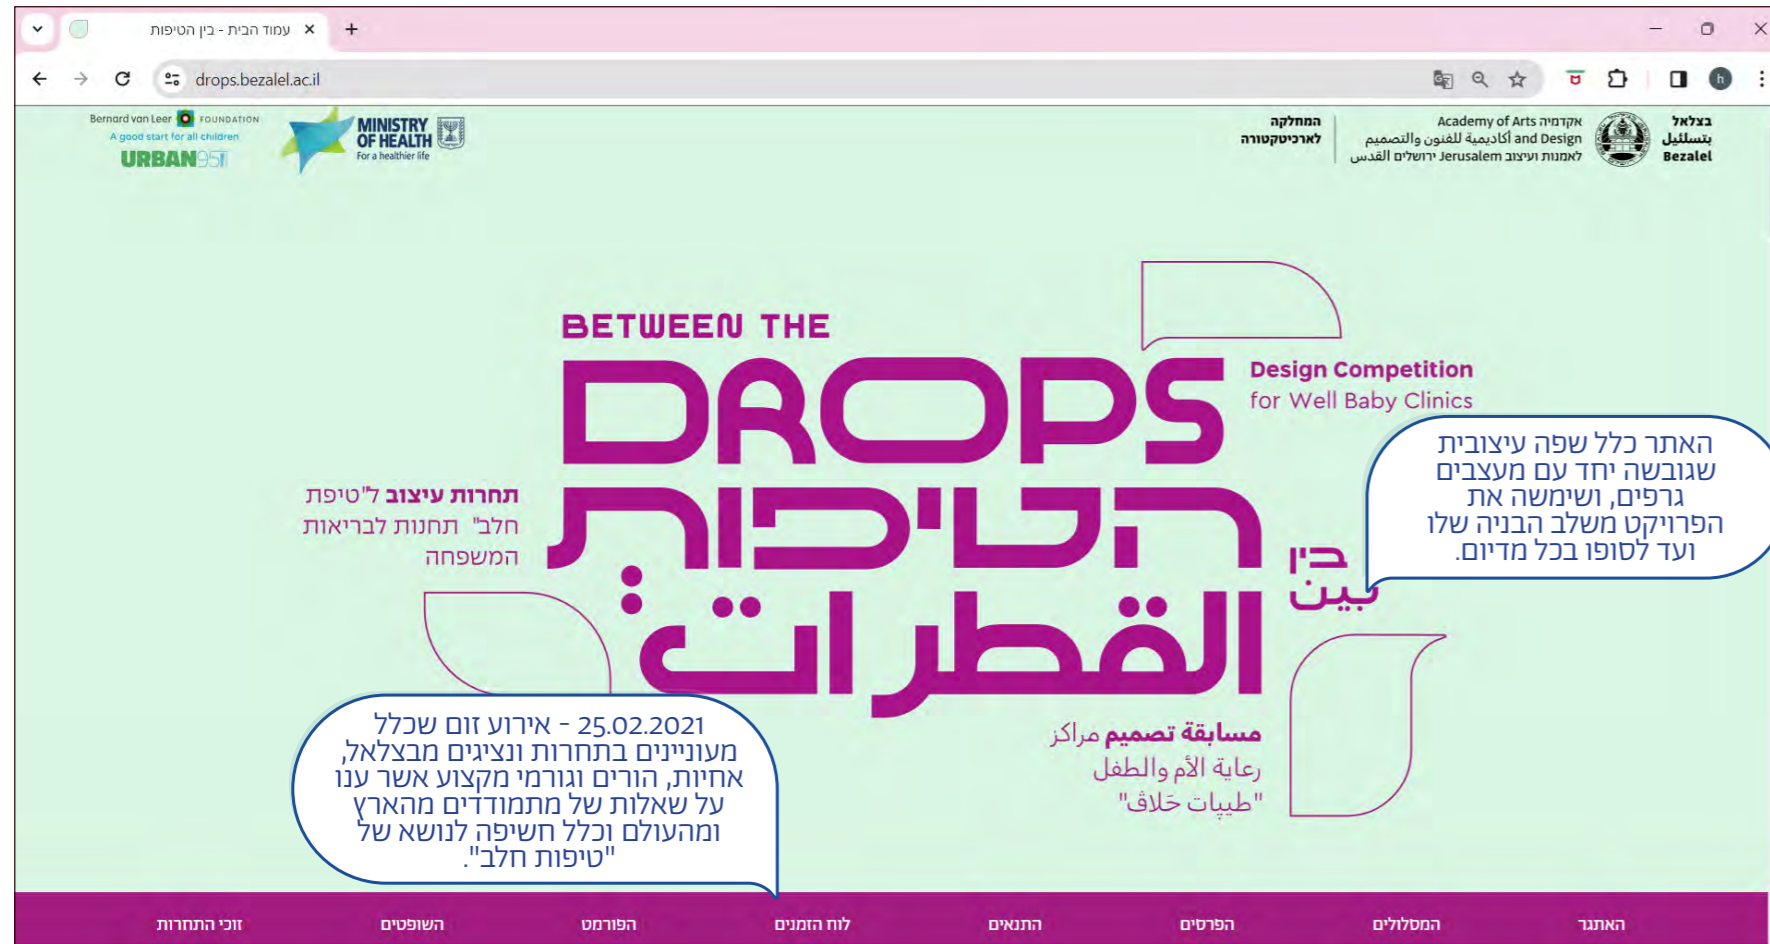 עמוד הבית - בין הטיפות
drops.bezalel.ac.il
h
Bernard van Leer FOUNDATION
A good start for all children
URBAN95
MINISTRY
OF HEALTH
For a healthier life
המחלקה
לארכיטקטורה
אקדמיה Academy of Arts
and Design أكاديمية للفنون والتصميم
לאמנות ועיצוב Jerusalem ירושלים القدس
בצלאל
بتسلئيل
Bezalel
BETWEEN THE
DROPS
Design Competition
for Well Baby Clinics
האתר כלל שפה עיצובית
שגובשה יחד עם מעצבים
גרפים, ושימשה את
הפרויקט משלב הבניה שלו
ועד לסופו בכל מדיום.
בין
הטיפות
תחרות עיצוב ל"טיפת
חלב" תחנות לבריאות
המשפחה
بين
القطرات
مسابقة تصميم مراكز
رعاية الأم والطفل
"طيپات حَلاڤ"
25.02.2021 - אירוע זום שכלל
מעוניינים בתחרות ונציגים מבצלאל,
אחיות, הורים וגורמי מקצוע אשר ענו
על שאלות של מתמודדים מהארץ
ומהעולם וכלל חשיפה לנושא של
"טיפות חלב".
האתגר
המסלולים
הפרסים
התנאים
לוח הזמנים
הפורמט
השופטים
זוכי התחרות